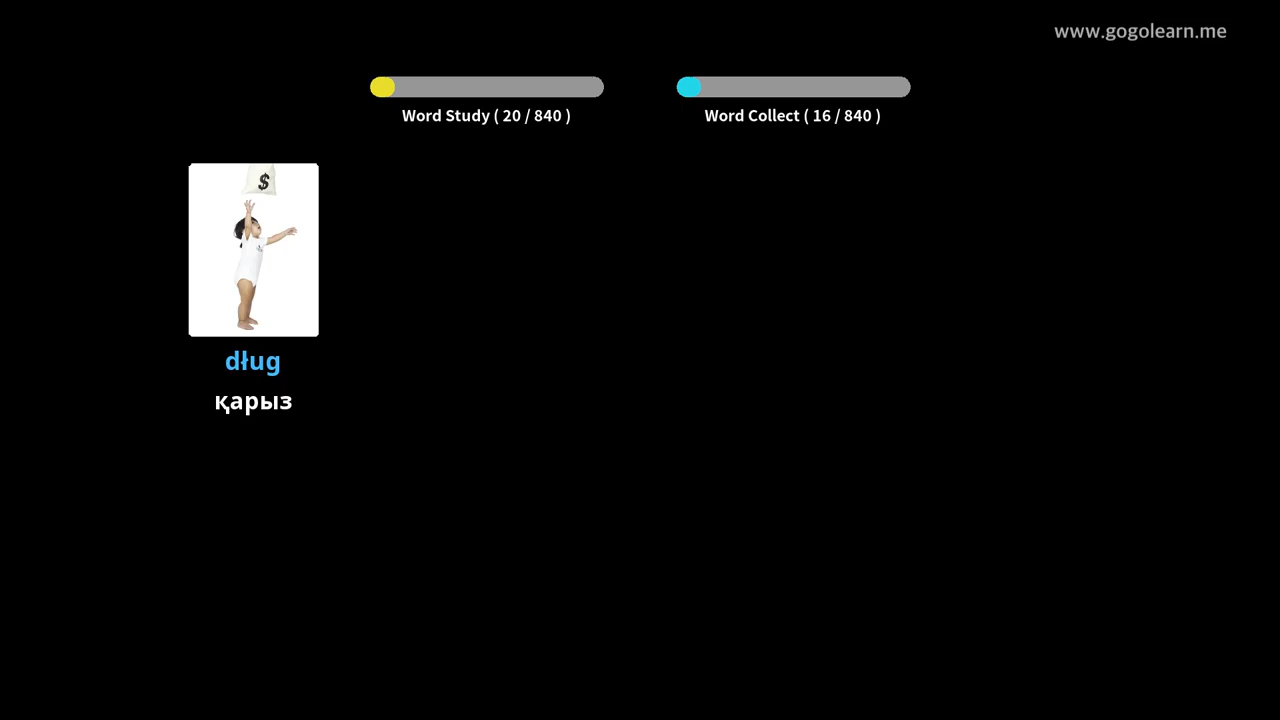 www.gogolearn.me
Word Study ( 20 / 840 )
Word Collect ( 16 / 840 )
$
dług
қарыз